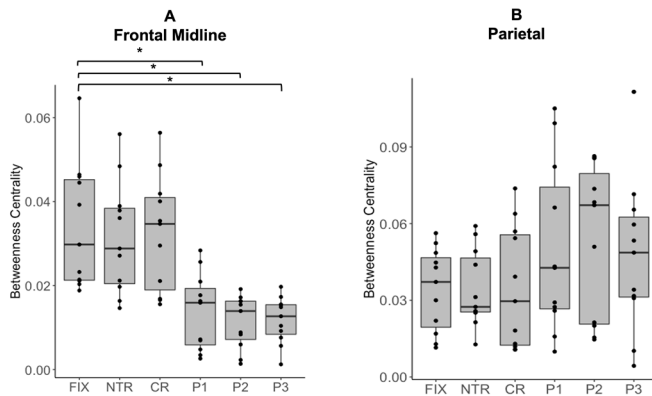 A
Frontal Midline
*
*
*
Betweenness Centrality
0.06
0.04
0.02
0.00
FIX NTR CR P1 P2 P3
B
Parietal
Betweenness Centrality
0.09
0.06
0.03
0.00
FIX NTR CR P1 P2 P3